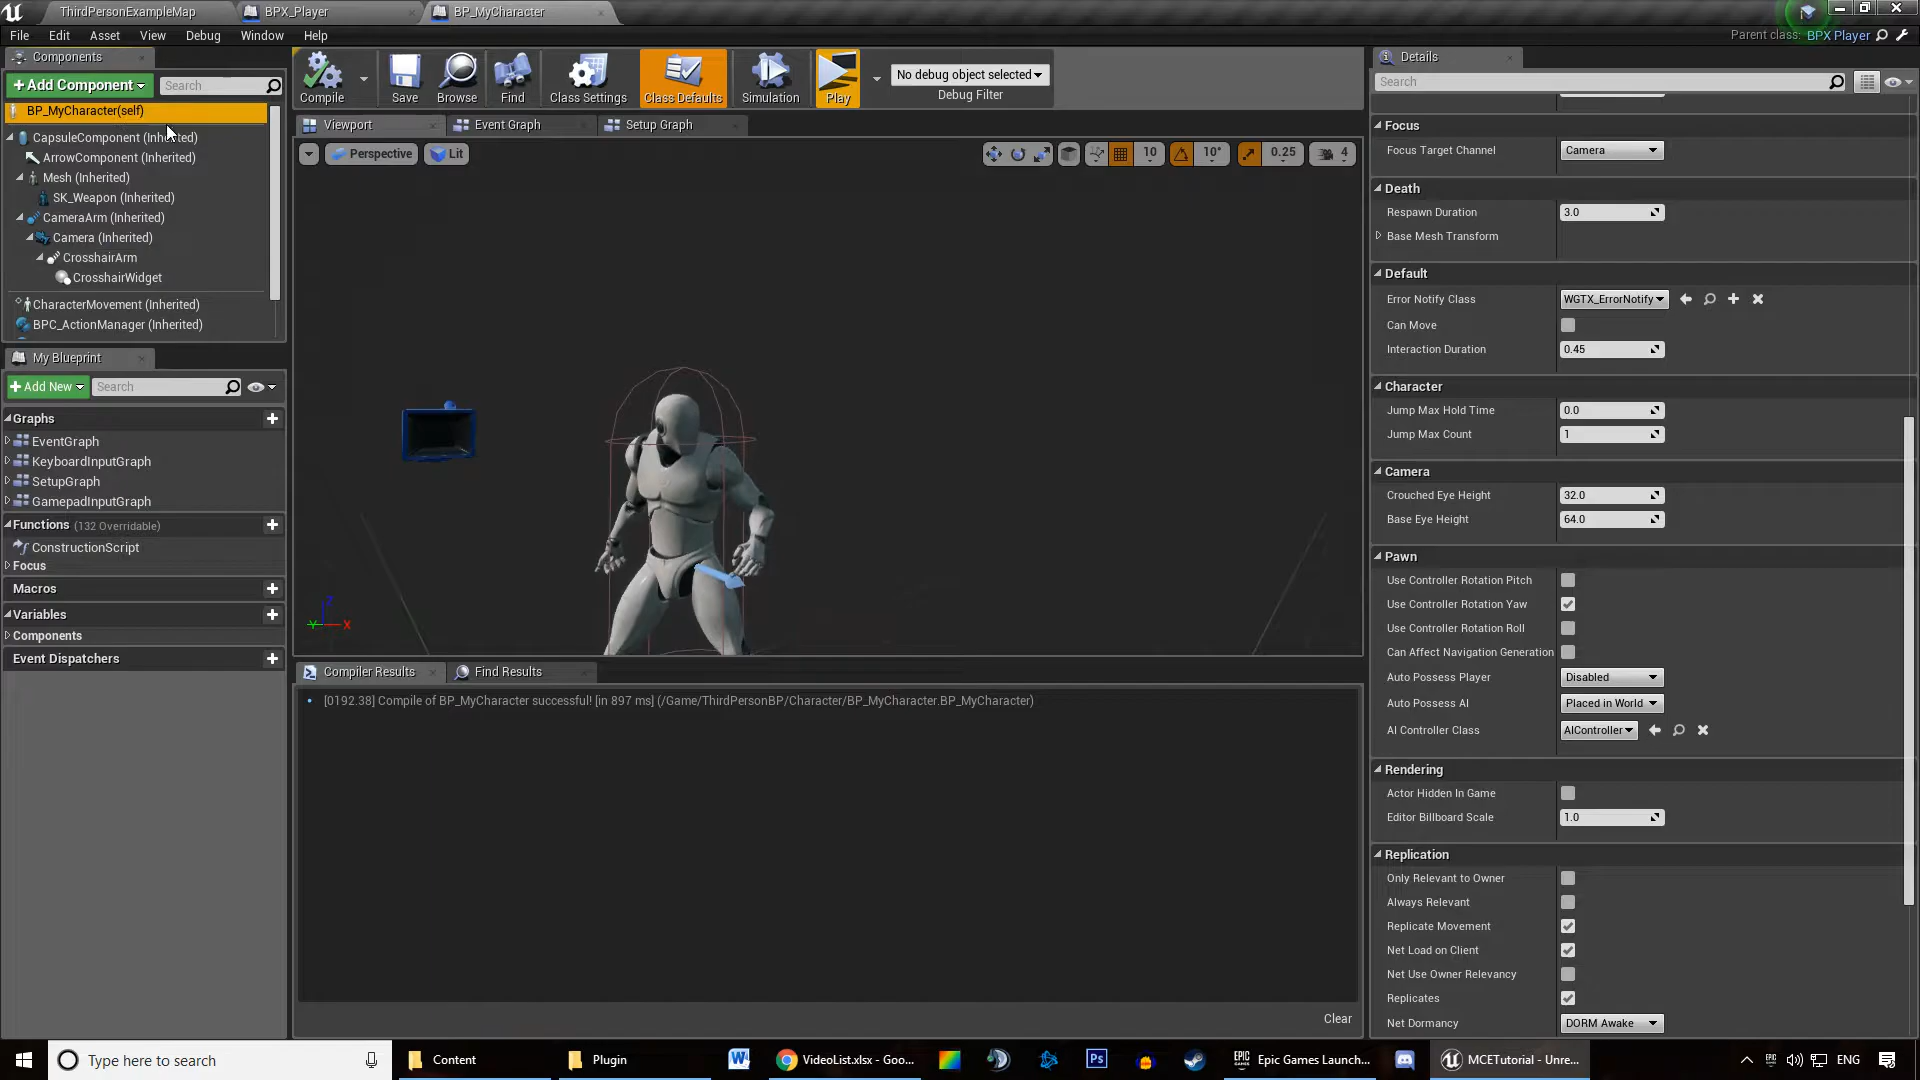 ThirdPersonExampleMap
BPX_Player
BP_MyCharacter
File Edit Asset View Debug Window Help
Parent class: BPX Player
Components
+Add Component
Search
BP_MyCharacter(self)
CapsuleComponent (Inherited)
ArrowComponent (Inherited)
Mesh (Inherited)
SK_Weapon (Inherited)
CameraArm (Inherited)
Camera (Inherited)
CrosshairArm
CrosshairWidget
CharacterMovement (Inherited)
BPC_ActionManager (Inherited)
My Blueprint
+Add New
Search
Graphs
EventGraph
KeyboardInputGraph
SetupGraph
GamepadInputGraph
Functions (132 Overridable)
ConstructionScript
Focus
Macros
Variables
Components
Event Dispatchers
Compile
Save
Browse
Find
Class Settings
Class Defaults
Simulation
Play
No debug object selected
Debug Filter
Viewport
Event Graph
Setup Graph
Perspective
Lit
10
10°
0.25
4
Z
Y
X
Compiler Results
Find Results
[0192.38] Compile of BP_MyCharacter successful! [in 897 ms] (/Game/ThirdPersonBP/Character/BP_MyCharacter.BP_MyCharacter)
Clear
Details
Search
Focus
Focus Target Channel Camera
Death
Respawn Duration 3.0
Base Mesh Transform
Default
Error Notify Class WGTX_ErrorNotify
Can Move
Interaction Duration 0.45
Character
Jump Max Hold Time 0.0
Jump Max Count 1
Camera
Crouched Eye Height 32.0
Base Eye Height 64.0
Pawn
Use Controller Rotation Pitch
Use Controller Rotation Yaw
Use Controller Rotation Roll
Can Affect Navigation Generation
Auto Possess Player Disabled
Auto Possess AI Placed in World
AI Controller Class AIController
Rendering
Actor Hidden In Game
Editor Billboard Scale 1.0
Replication
Only Relevant to Owner
Always Relevant
Replicate Movement
Net Load on Client
Net Use Owner Relevancy
Replicates
Net Dormancy DORM Awake
Type here to search
Content
Plugin
VideoList.xlsx - Goo...
Ps
Epic Games Launch...
MCETutorial - Unre...
ENG